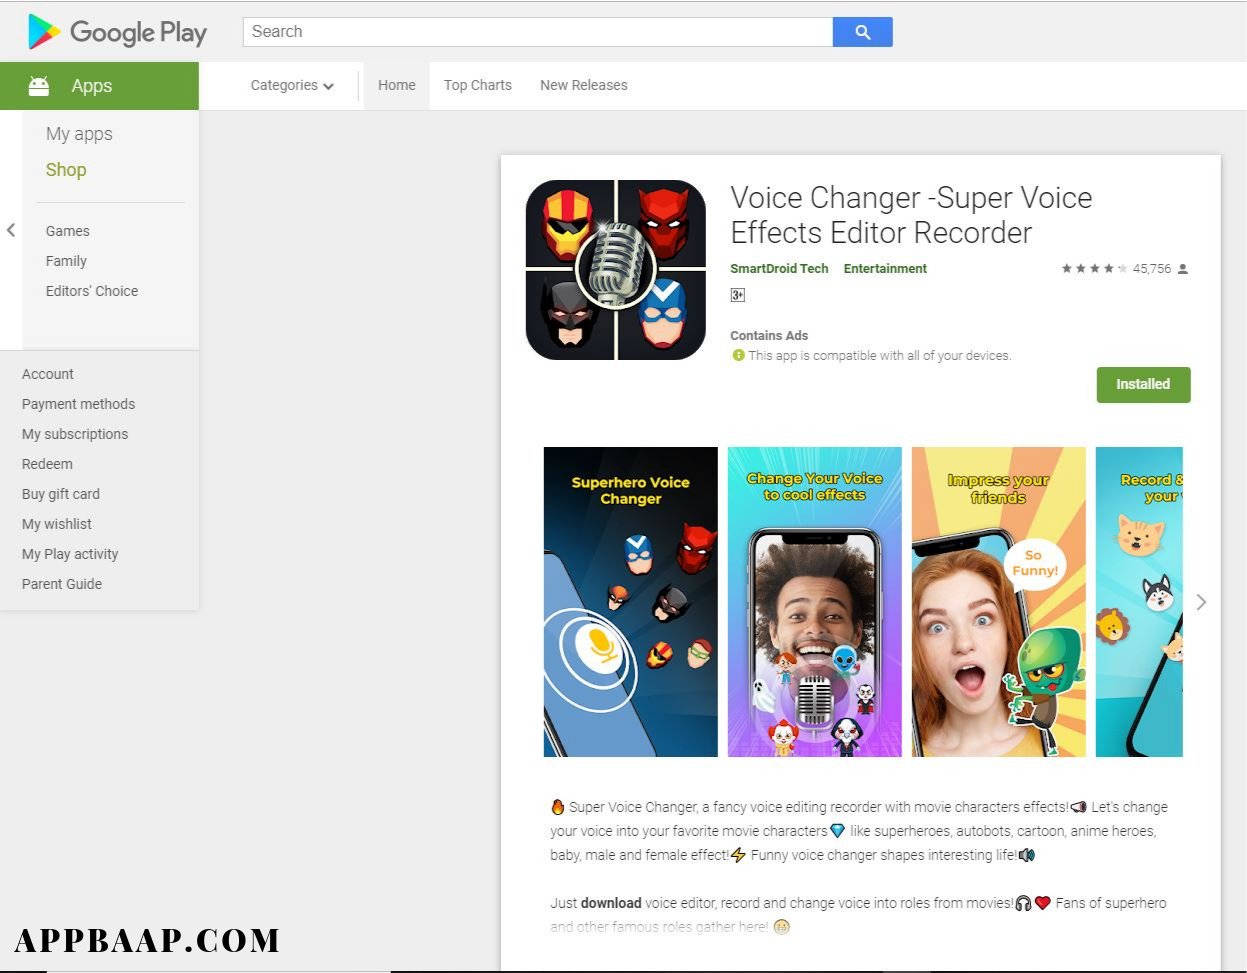 Google Play
Search
Apps
Categories
Home
Top Charts
New Releases
My apps
Shop
Games
Family
Editors' Choice
Account
Payment methods
My subscriptions
Redeem
Buy gift card
My wishlist
My Play activity
Parent Guide
Voice Changer -Super Voice
Effects Editor Recorder
SmartDroid Tech Entertainment
45,756
3+
Contains Ads
This app is compatible with all of your devices.
Installed
Superhero Voice
Changer
Change Your Voice
to cool effects
Impress your
friends
So
Funny!
Record &
your
🔥 Super Voice Changer, a fancy voice editing recorder with movie characters effects!📢 Let's change
your voice into your favorite movie characters💎 like superheroes, autobots, cartoon, anime heroes,
baby, male and female effect!⚡ Funny voice changer shapes interesting life!🔊
Just download voice editor, record and change voice into roles from movies!🎧❤️ Fans of superhero
and other famous roles gather here! 😁
APPBAAP.COM